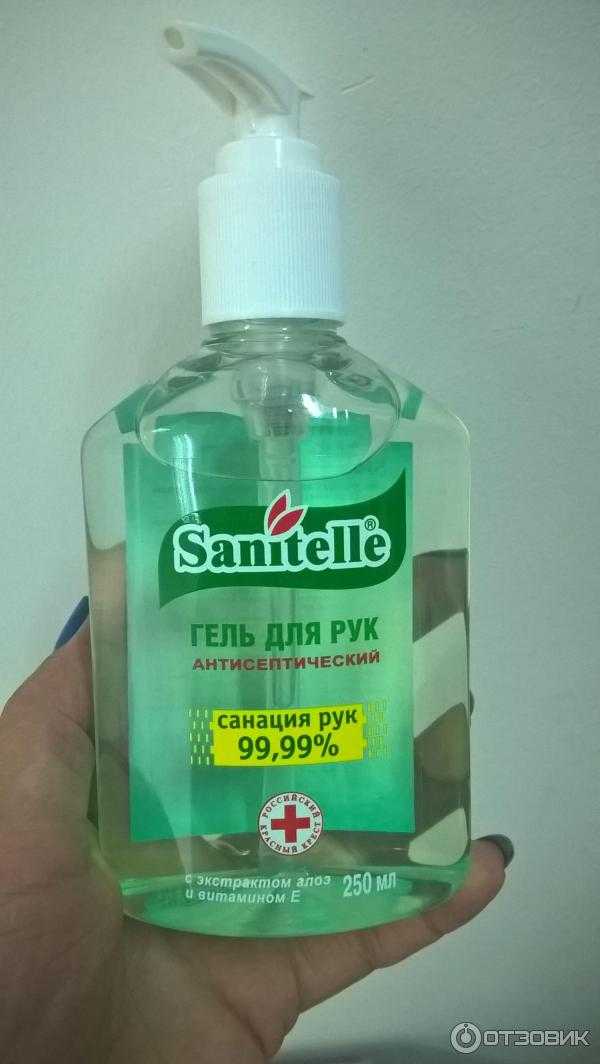 Sanitelle®
ГЕЛЬ ДЛЯ РУК
АНТИСЕПТИЧЕСКИЙ
санация рук
99,99%
РОССИЙСКИЙ
КРАСНЫЙ КРЕСТ
с экстрактом алоэ
и витамином Е
250 мл
ОТЗОВИК